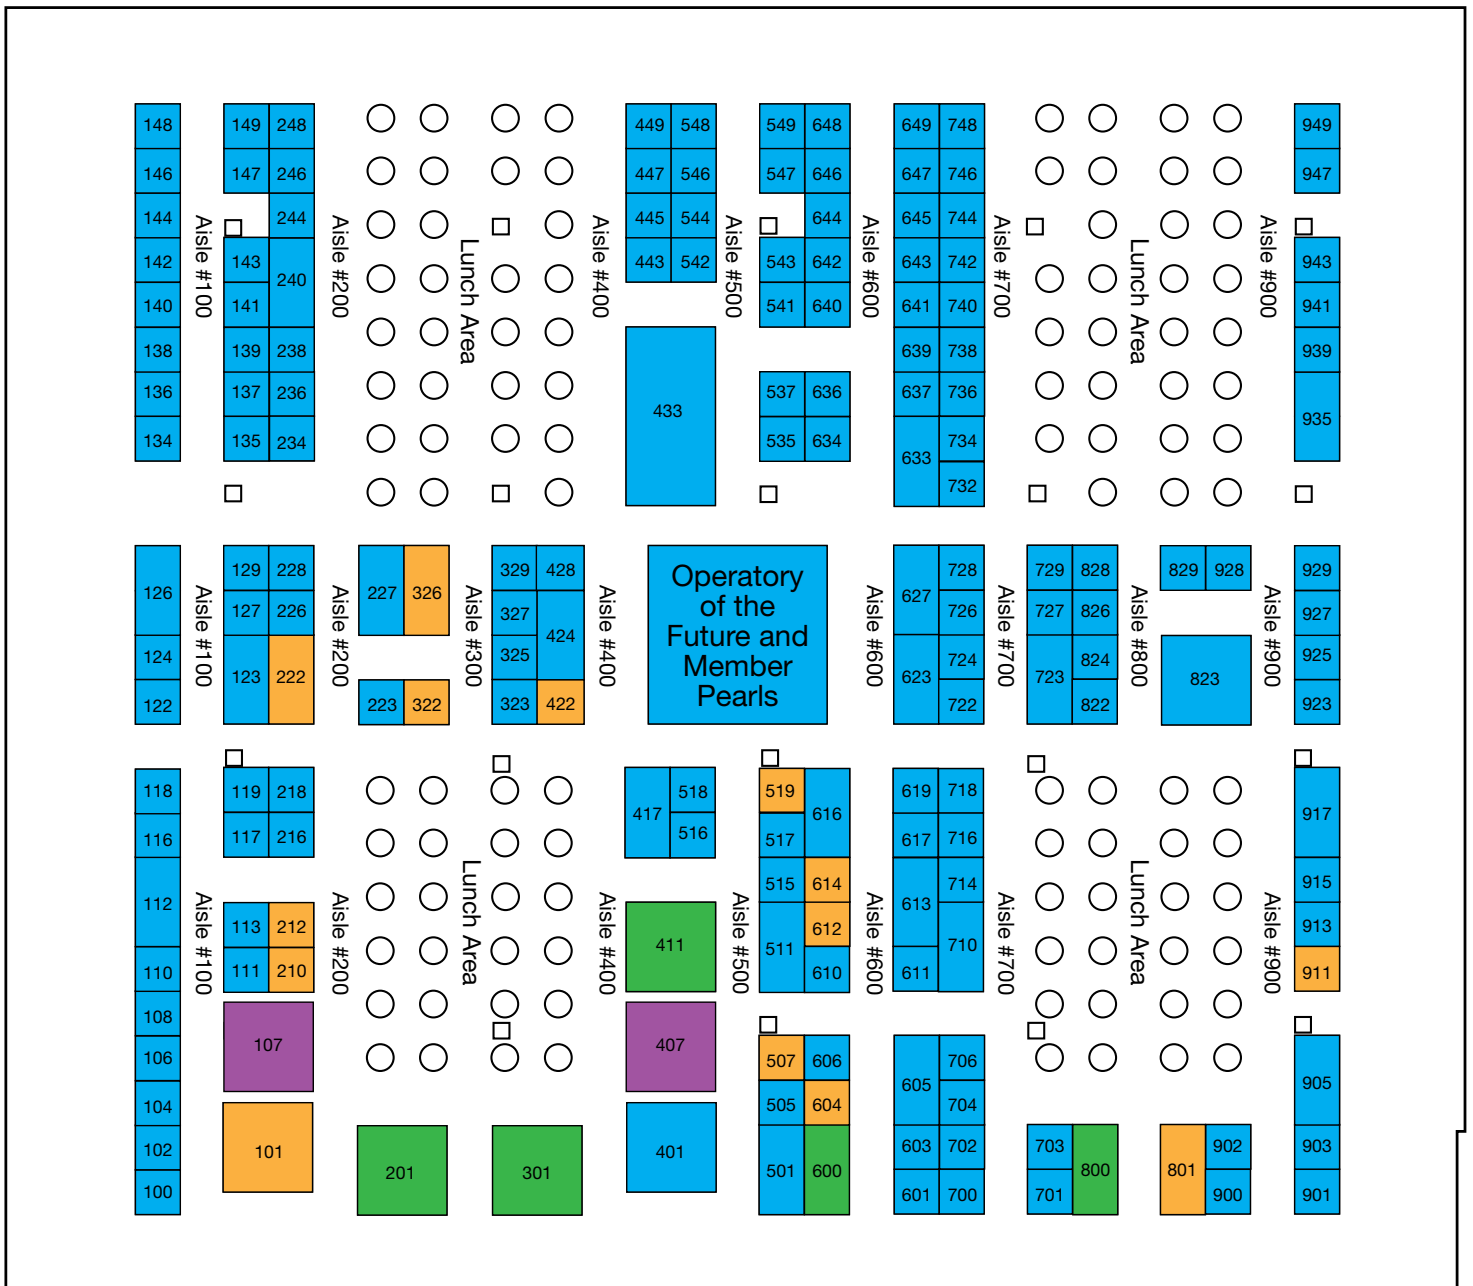 148 149 248 449 548 549 648 649 748 949
146 147 246 447 546 547 646 647 746 947
144 244 445 544 644 645 744
Aisle #100 Aisle #200 Lunch Area Aisle #400 Aisle #500 Aisle #600 Aisle #700 Lunch Area Aisle #900
142 143 443 542 543 642 643 742 943
240
140 141 541 640 641 740 941
138 139 238 639 738 939
136 137 236 537 636 637 736
433 935
134 135 234 535 634 734
633
732
129 228 329 428 728 729 828 829 928 929
126 227 326 627
127 226 327 726 727 826 927
Operatory
of the
Future and
Member
Pearls
Aisle #100 Aisle #200 Aisle #300 Aisle #400 Aisle #600 Aisle #700 Aisle #800 Aisle #900
424
124 325 724 824 925
123 222 623 723 823
122 223 322 323 422 722 822 923
118 119 218 518 519 619 718
417 616 917
116 117 216 516 517 617 716
112 515 614 714 915
613
Aisle #100 Aisle #200 Lunch Area Aisle #400 Aisle #500 Aisle #600 Aisle #700 Lunch Area Aisle #900
113 212 612 913
411 511 710
110 111 210 610 611 911
108
107 407
106 507 606 706
605 905
104 505 604 704
102 603 702 703 902 903
101 401
201 301 501 600 800 801
100 601 700 701 900 901